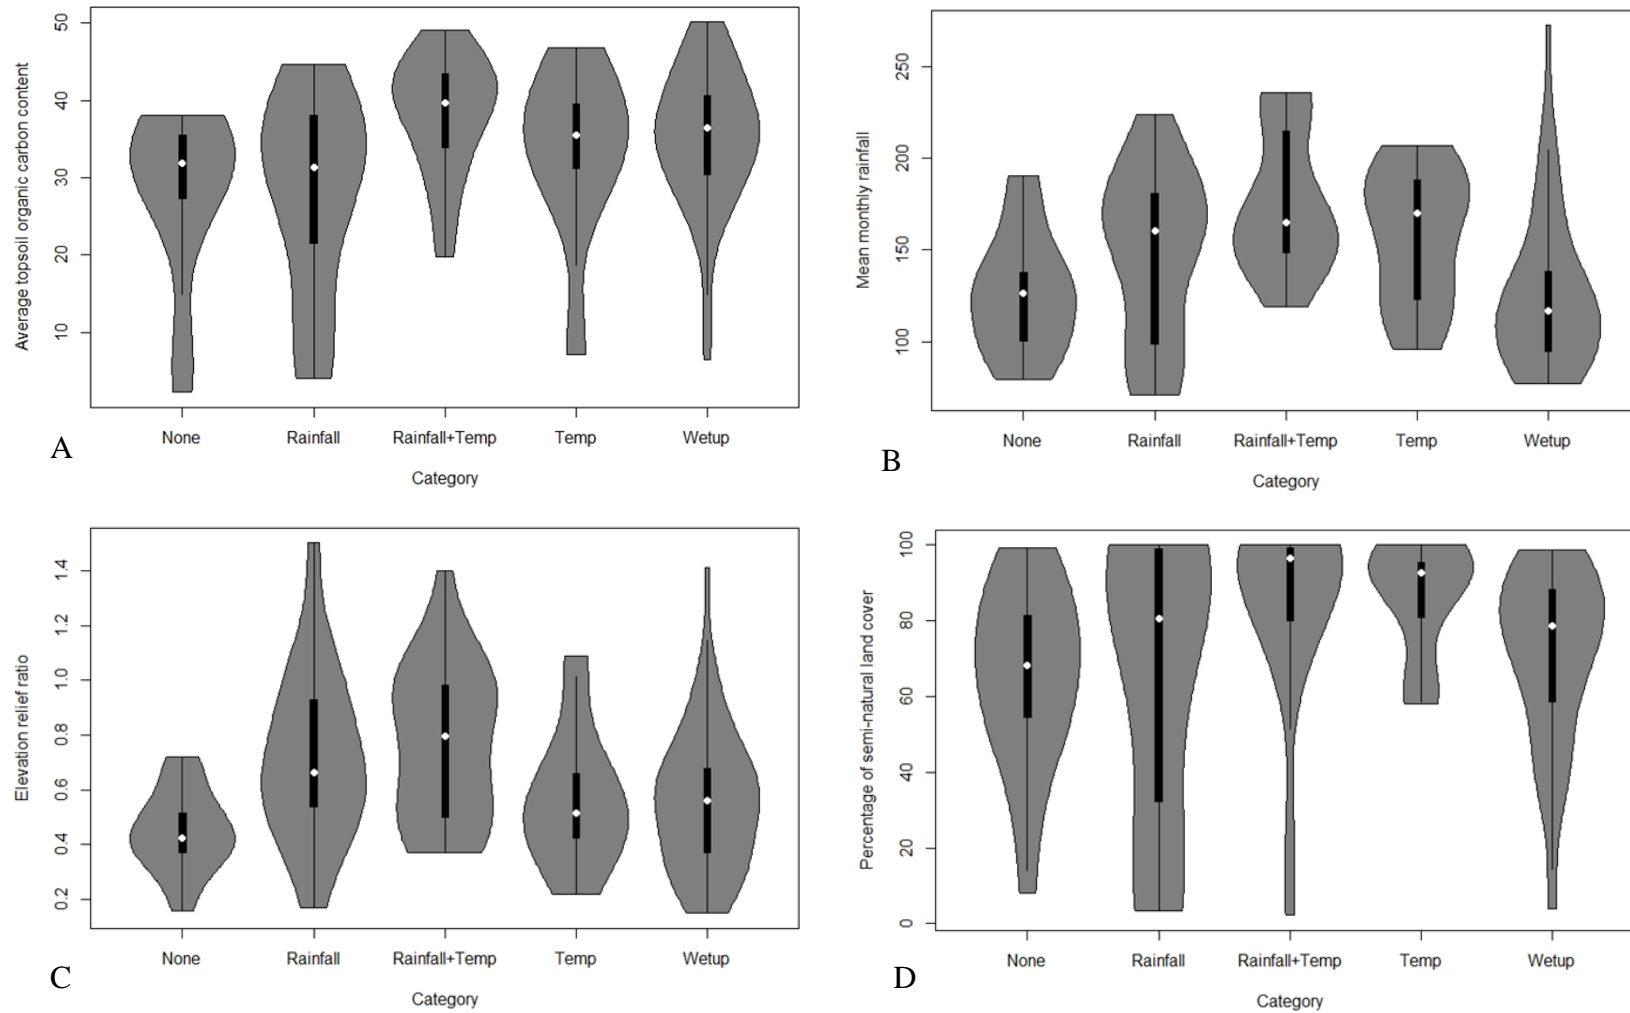 Average topsoil organic carbon content
50
40
30
20
10
None Rainfall Rainfall+Temp Temp Wetup
Category
A
Mean monthly rainfall
250
200
150
100
None Rainfall Rainfall+Temp Temp Wetup
Category
B
Elevation relief ratio
1.4
1.2
1.0
0.8
0.6
0.4
0.2
None Rainfall Rainfall+Temp Temp Wetup
Category
C
Percentage of semi-natural land cover
100
80
60
40
20
0
None Rainfall Rainfall+Temp Temp Wetup
Category
D